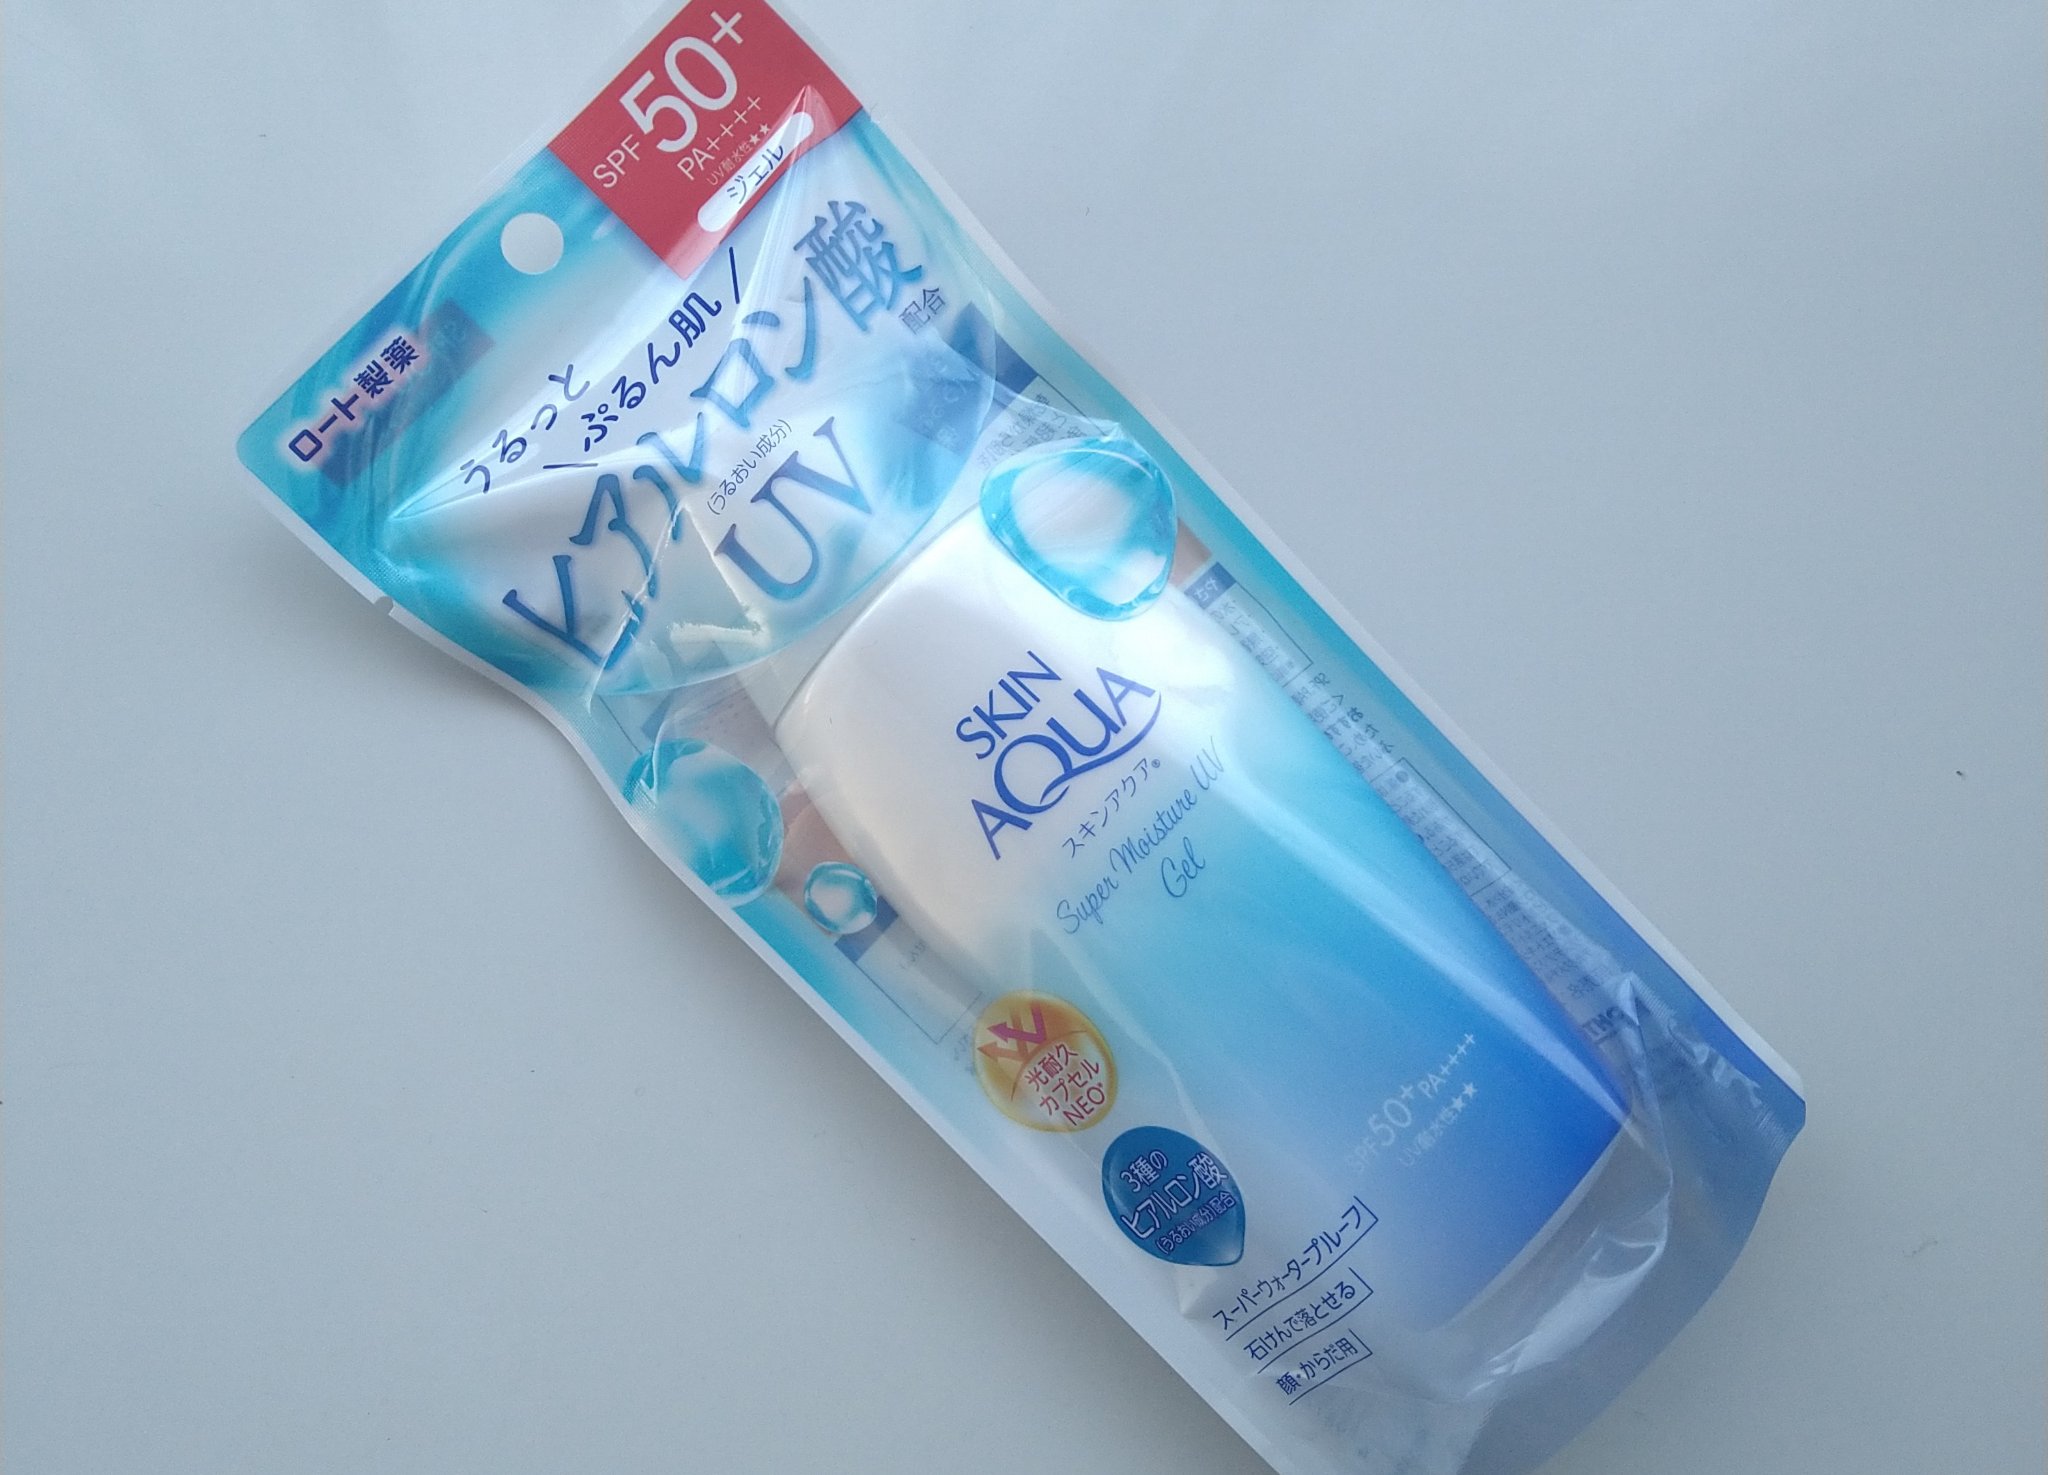 SPF 50+
PA++++
UV耐水性★★
ジェル
ロート製薬
うるっと
ぷるん肌
ヒアルロン酸
配合
(うるおい成分)
UV
SKIN
AQUA
スキンアクア®
Super Moisture UV
Gel
光耐久
カプセル
NEO*
3種の
ヒアルロン酸
(うるおい成分)配合
SPF50+ PA++++
UV耐水性★★
スーパーウォータープルーフ
石けんで落とせる
顔・からだ用